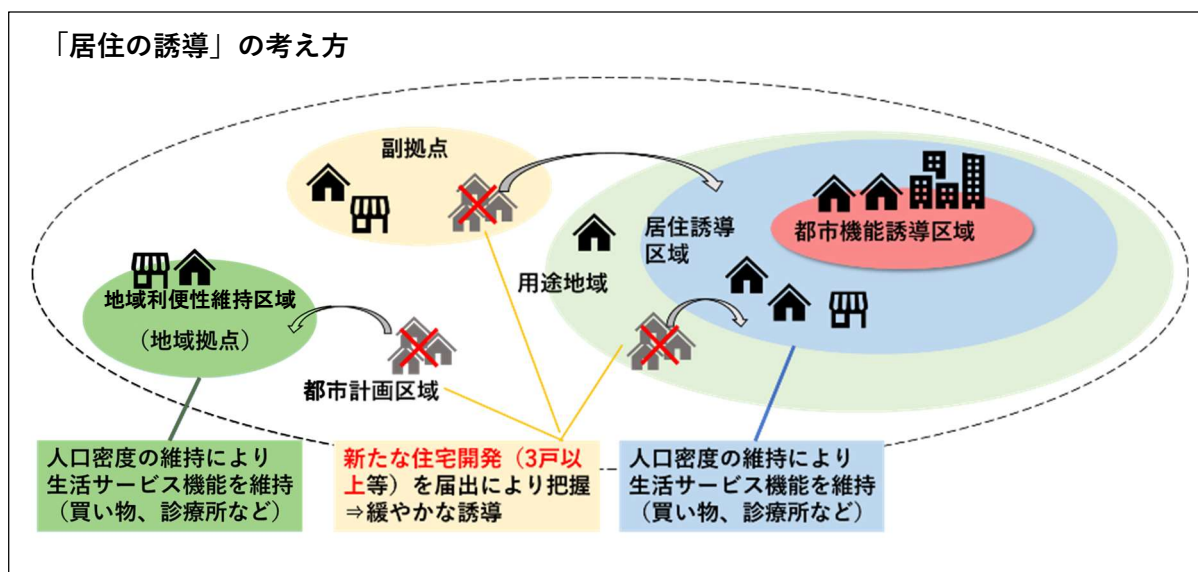 「居住の誘導」の考え方
副拠点
居住誘導
区域
都市機能誘導区域
用途地域
地域利便性維持区域
（地域拠点）
都市計画区域
人口密度の維持により
生活サービス機能を維持
（買い物、診療所など）
新たな住宅開発（3戸以
上等）を届出により把握
⇒緩やかな誘導
人口密度の維持により
生活サービス機能を維持
（買い物、診療所など）